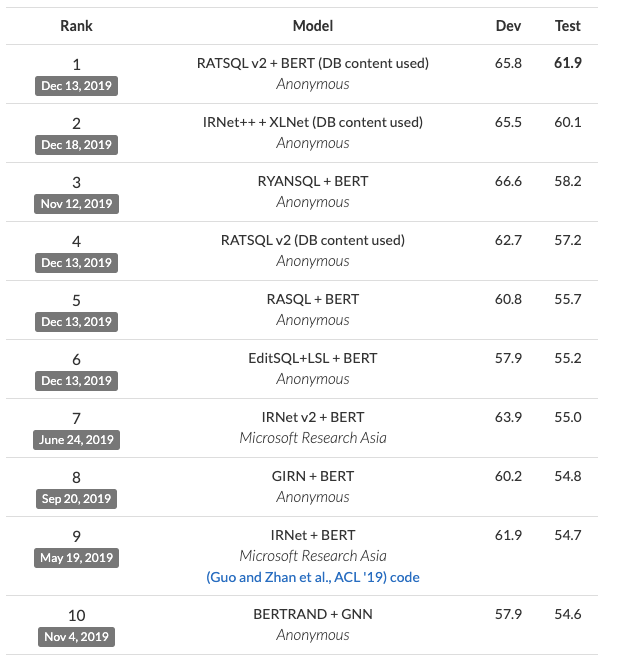 Rank Model Dev Test
1 RATSQL v2 + BERT (DB content used) 65.8 61.9
Dec 13, 2019 Anonymous
2 IRNet++ + XLNet (DB content used) 65.5 60.1
Dec 18, 2019 Anonymous
3 RYANSQL + BERT 66.6 58.2
Nov 12, 2019 Anonymous
4 RATSQL v2 (DB content used) 62.7 57.2
Dec 13, 2019 Anonymous
5 RASQL + BERT 60.8 55.7
Dec 13, 2019 Anonymous
6 EditSQL+LSL + BERT 57.9 55.2
Dec 13, 2019 Anonymous
7 IRNet v2 + BERT 63.9 55.0
June 24, 2019 Microsoft Research Asia
8 GIRN + BERT 60.2 54.8
Sep 20, 2019 Anonymous
9 IRNet + BERT 61.9 54.7
May 19, 2019 Microsoft Research Asia
(Guo and Zhan et al., ACL '19) code
10 BERTRAND + GNN 57.9 54.6
Nov 4, 2019 Anonymous